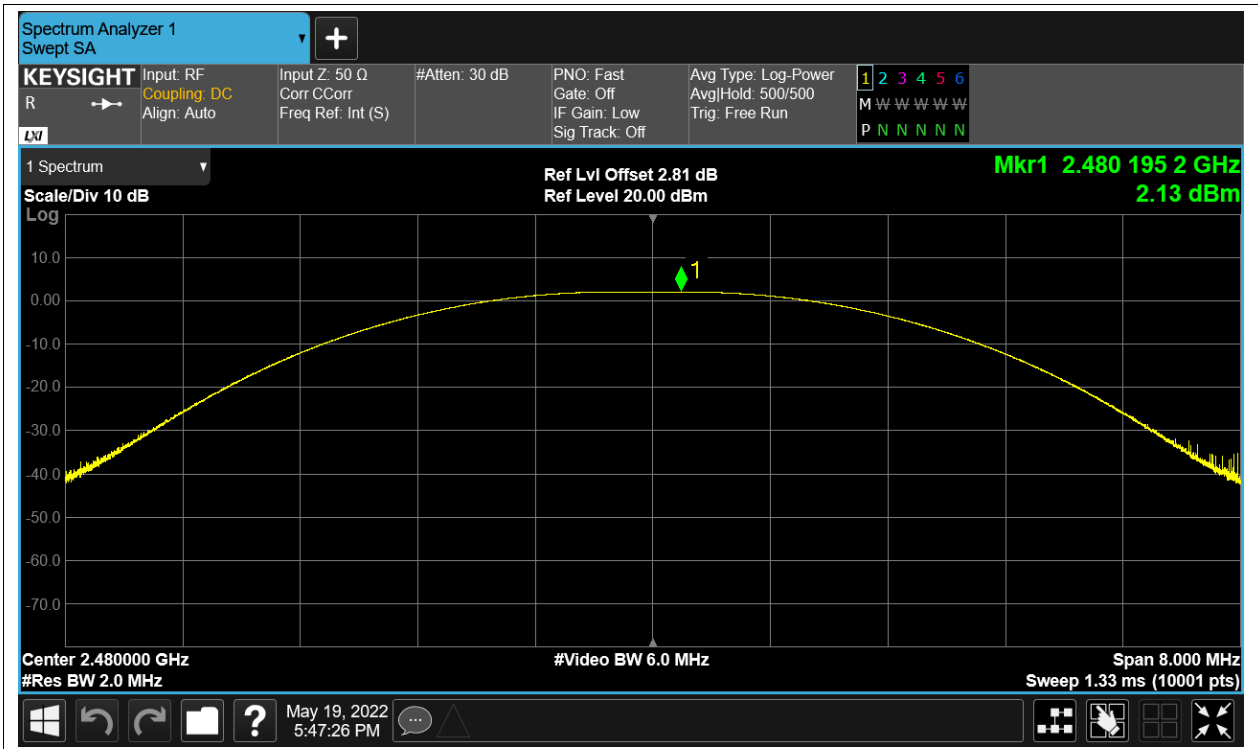 Spectrum Analyzer 1
Swept SA
+
KEYSIGHT
R
LXI
Input: RF
Coupling: DC
Align: Auto
Input Z: 50 Ω
Corr CCorr
Freq Ref: Int (S)
#Atten: 30 dB
PNO: Fast
Gate: Off
IF Gain: Low
Sig Track: Off
Avg Type: Log-Power
Avg|Hold: 500/500
Trig: Free Run
1 2 3 4 5 6
M W W W W W
P N N N N N
1 Spectrum
Scale/Div 10 dB
Ref Lvl Offset 2.81 dB
Ref Level 20.00 dBm
Mkr1 2.480 195 2 GHz
2.13 dBm
Log
10.0
0.00
-10.0
-20.0
-30.0
-40.0
-50.0
-60.0
-70.0
1
Center 2.480000 GHz
#Video BW 6.0 MHz
Span 8.000 MHz
#Res BW 2.0 MHz
Sweep 1.33 ms (10001 pts)
?
May 19, 2022
5:47:26 PM